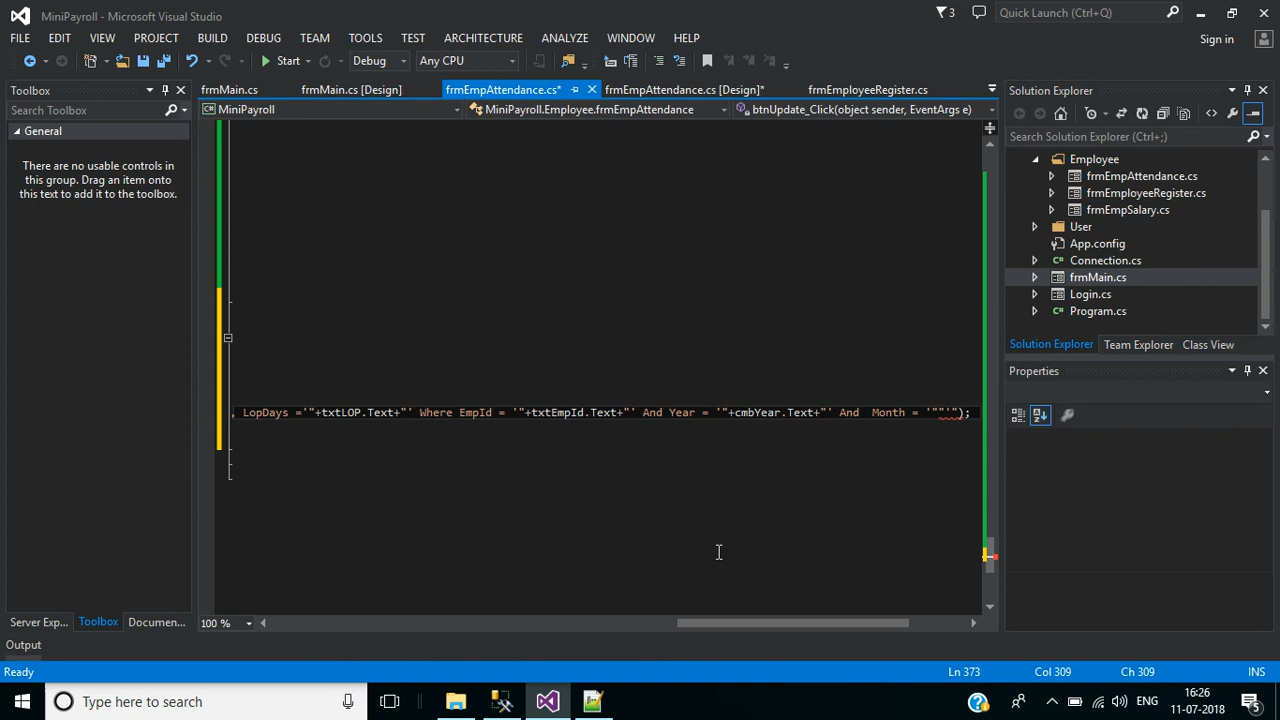 MiniPayroll - Microsoft Visual Studio
3
Quick Launch (Ctrl+Q)
FILE EDIT VIEW PROJECT BUILD DEBUG TEAM TOOLS TEST ARCHITECTURE ANALYZE WINDOW HELP
Sign in
Start Debug Any CPU
Toolbox
Search Toolbox
General
There are no usable controls in
this group. Drag an item onto
this text to add it to the toolbox.
Server Exp... Toolbox Documen...
frmMain.cs frmMain.cs [Design] frmEmpAttendance.cs* frmEmpAttendance.cs [Design]* frmEmployeeRegister.cs
MiniPayroll MiniPayroll.Employee.frmEmpAttendance btnUpdate_Click(object sender, EventArgs e)
, LopDays ='"+txtLOP.Text+"' Where EmpId = '"+txtEmpId.Text+"' And Year = '"+cmbYear.Text+"' And  Month = '""'");
100 %
Solution Explorer
Search Solution Explorer (Ctrl+;)
Employee
frmEmpAttendance.cs
frmEmployeeRegister.cs
frmEmpSalary.cs
User
App.config
Connection.cs
frmMain.cs
Login.cs
Program.cs
Solution Explorer Team Explorer Class View
Properties
Output
Ready Ln 373 Col 309 Ch 309 INS
Type here to search
ENG
16:26
11-07-2018
5